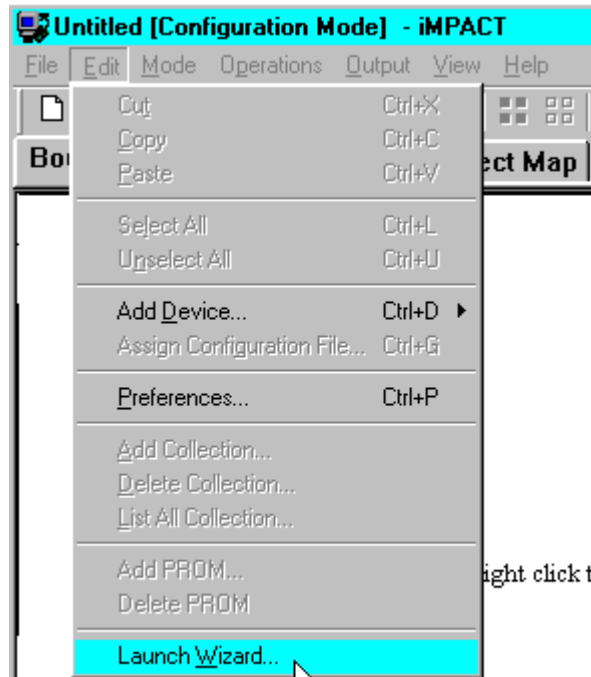 Untitled [Configuration Mode] - iMPACT
File Edit Mode Operations Output View Help
Cut Ctrl+X
Copy Ctrl+C
Paste Ctrl+V
Select All Ctrl+L
Unselect All Ctrl+U
Add Device... Ctrl+D
Assign Configuration File... Ctrl+G
Preferences... Ctrl+P
Add Collection...
Delete Collection...
List All Collection...
Add PROM...
Delete PROM
Launch Wizard...
Bou
ect Map
ight click t